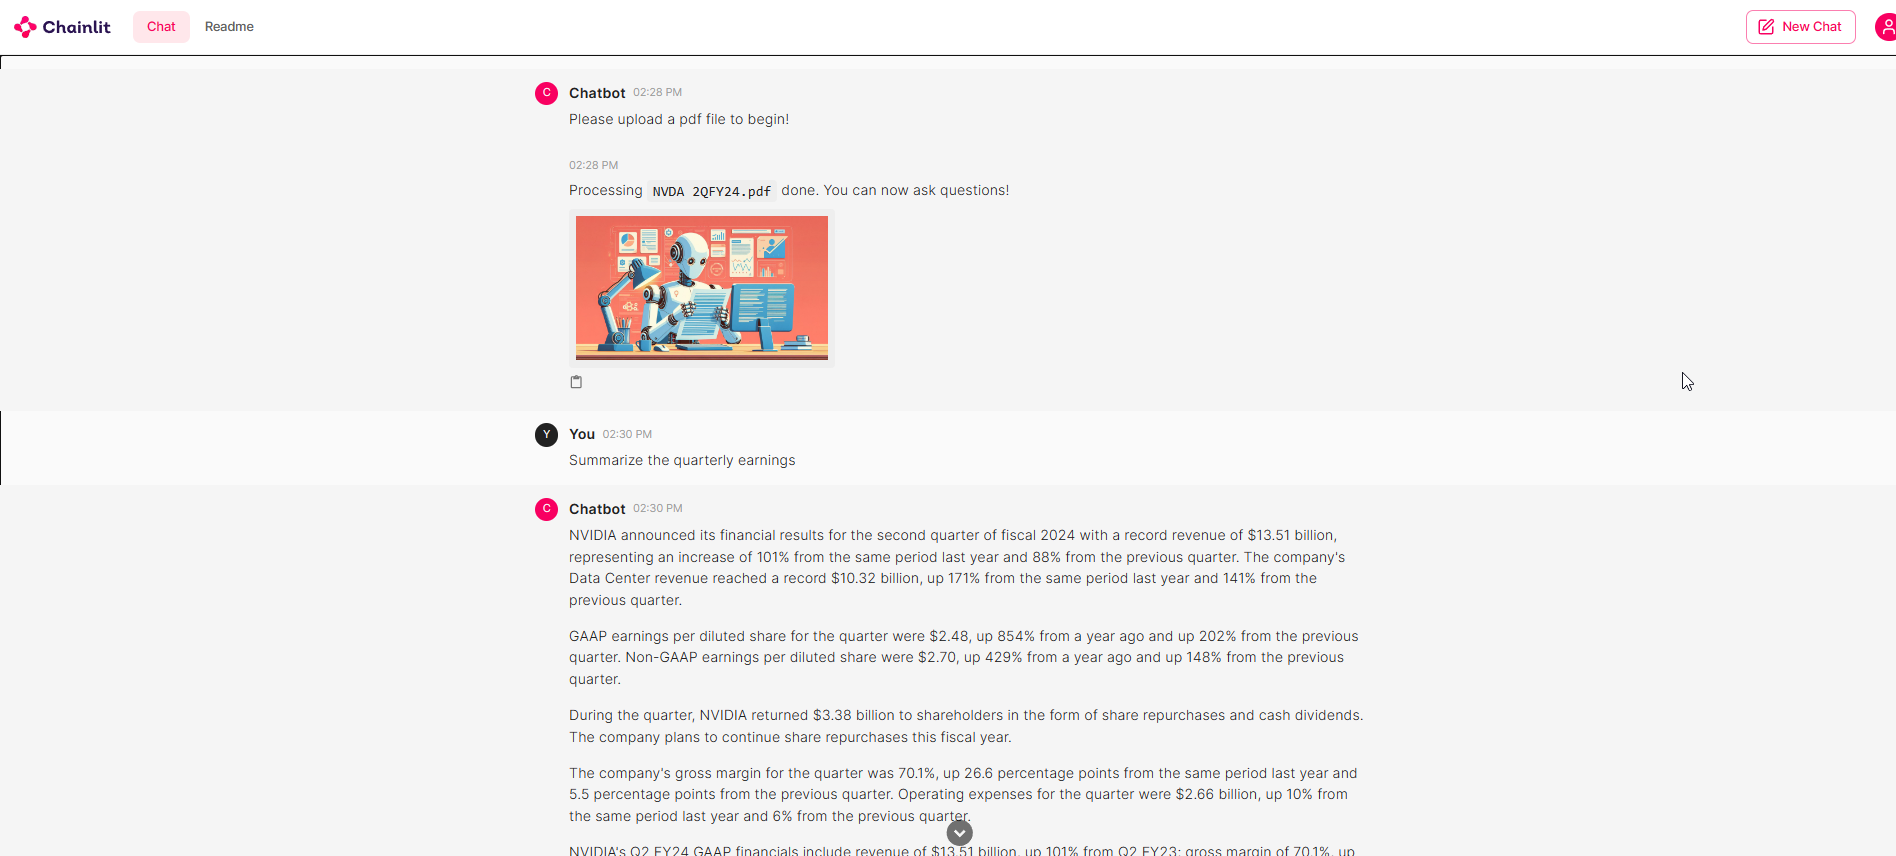 Chainlit
Chat
Readme
New Chat
C
Chatbot 02:28 PM
Please upload a pdf file to begin!
02:28 PM
Processing NVDA 2QFY24.pdf done. You can now ask questions!
Y
You 02:30 PM
Summarize the quarterly earnings
C
Chatbot 02:30 PM
NVIDIA announced its financial results for the second quarter of fiscal 2024 with a record revenue of $13.51 billion,
representing an increase of 101% from the same period last year and 88% from the previous quarter. The company's
Data Center revenue reached a record $10.32 billion, up 171% from the same period last year and 141% from the
previous quarter.
GAAP earnings per diluted share for the quarter were $2.48, up 854% from a year ago and up 202% from the previous
quarter. Non-GAAP earnings per diluted share were $2.70, up 429% from a year ago and up 148% from the previous
quarter.
During the quarter, NVIDIA returned $3.38 billion to shareholders in the form of share repurchases and cash dividends.
The company plans to continue share repurchases this fiscal year.
The company's gross margin for the quarter was 70.1%, up 26.6 percentage points from the same period last year and
5.5 percentage points from the previous quarter. Operating expenses for the quarter were $2.66 billion, up 10% from
the same period last year and 6% from the previous quarter.
NVIDIA's Q2 FY24 GAAP financials include revenue of $13.51 billion, up 101% from Q2 FY23; gross margin of 70.1%, up